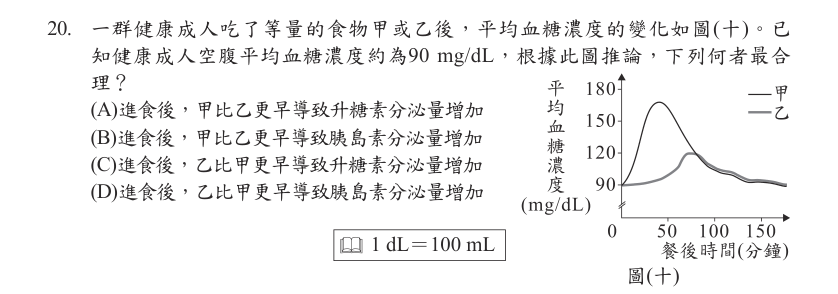 20. 一群健康成人吃了等量的食物甲或乙後，平均血糖濃度的變化如圖(十)。已
知健康成人空腹平均血糖濃度約為90 mg/dL，根據此圖推論，下列何者最合
理？
(A)進食後，甲比乙更早導致升糖素分泌量增加
(B)進食後，甲比乙更早導致胰島素分泌量增加
(C)進食後，乙比甲更早導致升糖素分泌量增加
(D)進食後，乙比甲更早導致胰島素分泌量增加
1 dL＝100 mL
平均血糖濃度
(mg/dL)
180
150
120
90
甲
乙
0 50 100 150
餐後時間(分鐘)
圖(十)